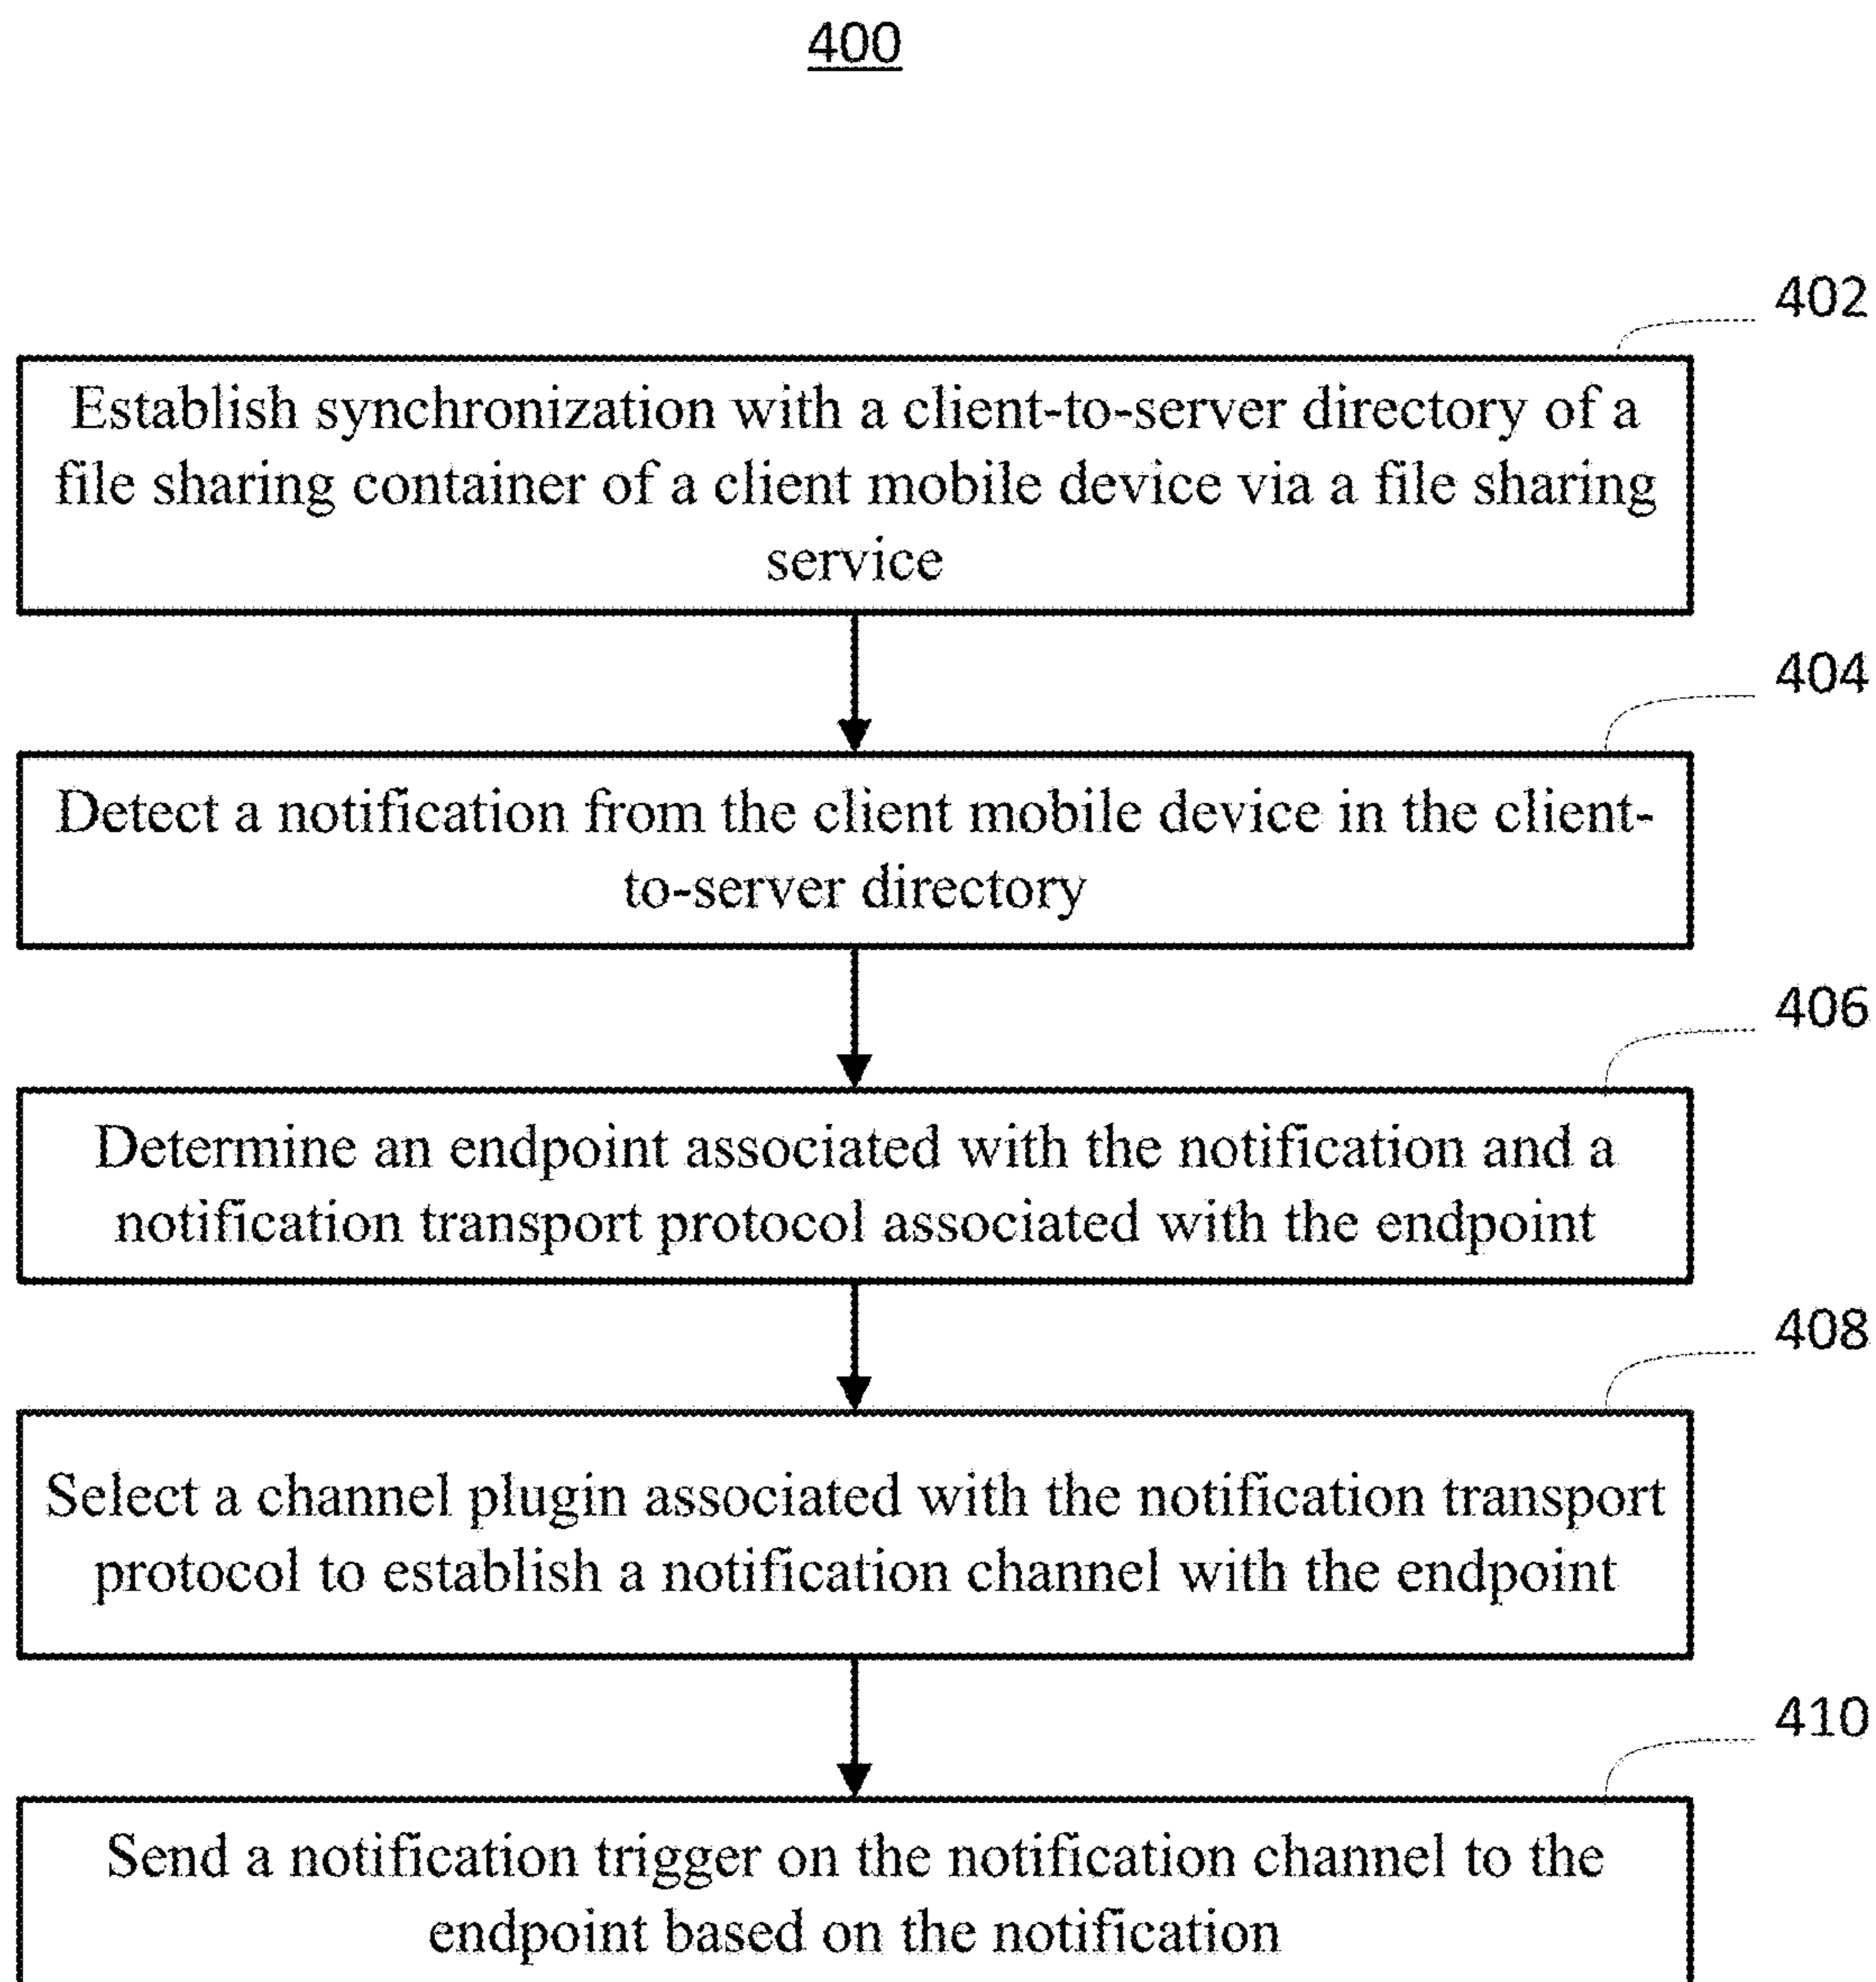 400
402
Establish synchronization with a client-to-server directory of a
file sharing container of a client mobile device via a file sharing
service
404
Detect a notification from the client mobile device in the client-
to-server directory
406
Determine an endpoint associated with the notification and a
notification transport protocol associated with the endpoint
408
Select a channel plugin associated with the notification transport
protocol to establish a notification channel with the endpoint
410
Send a notification trigger on the notification channel to the
endpoint based on the notification